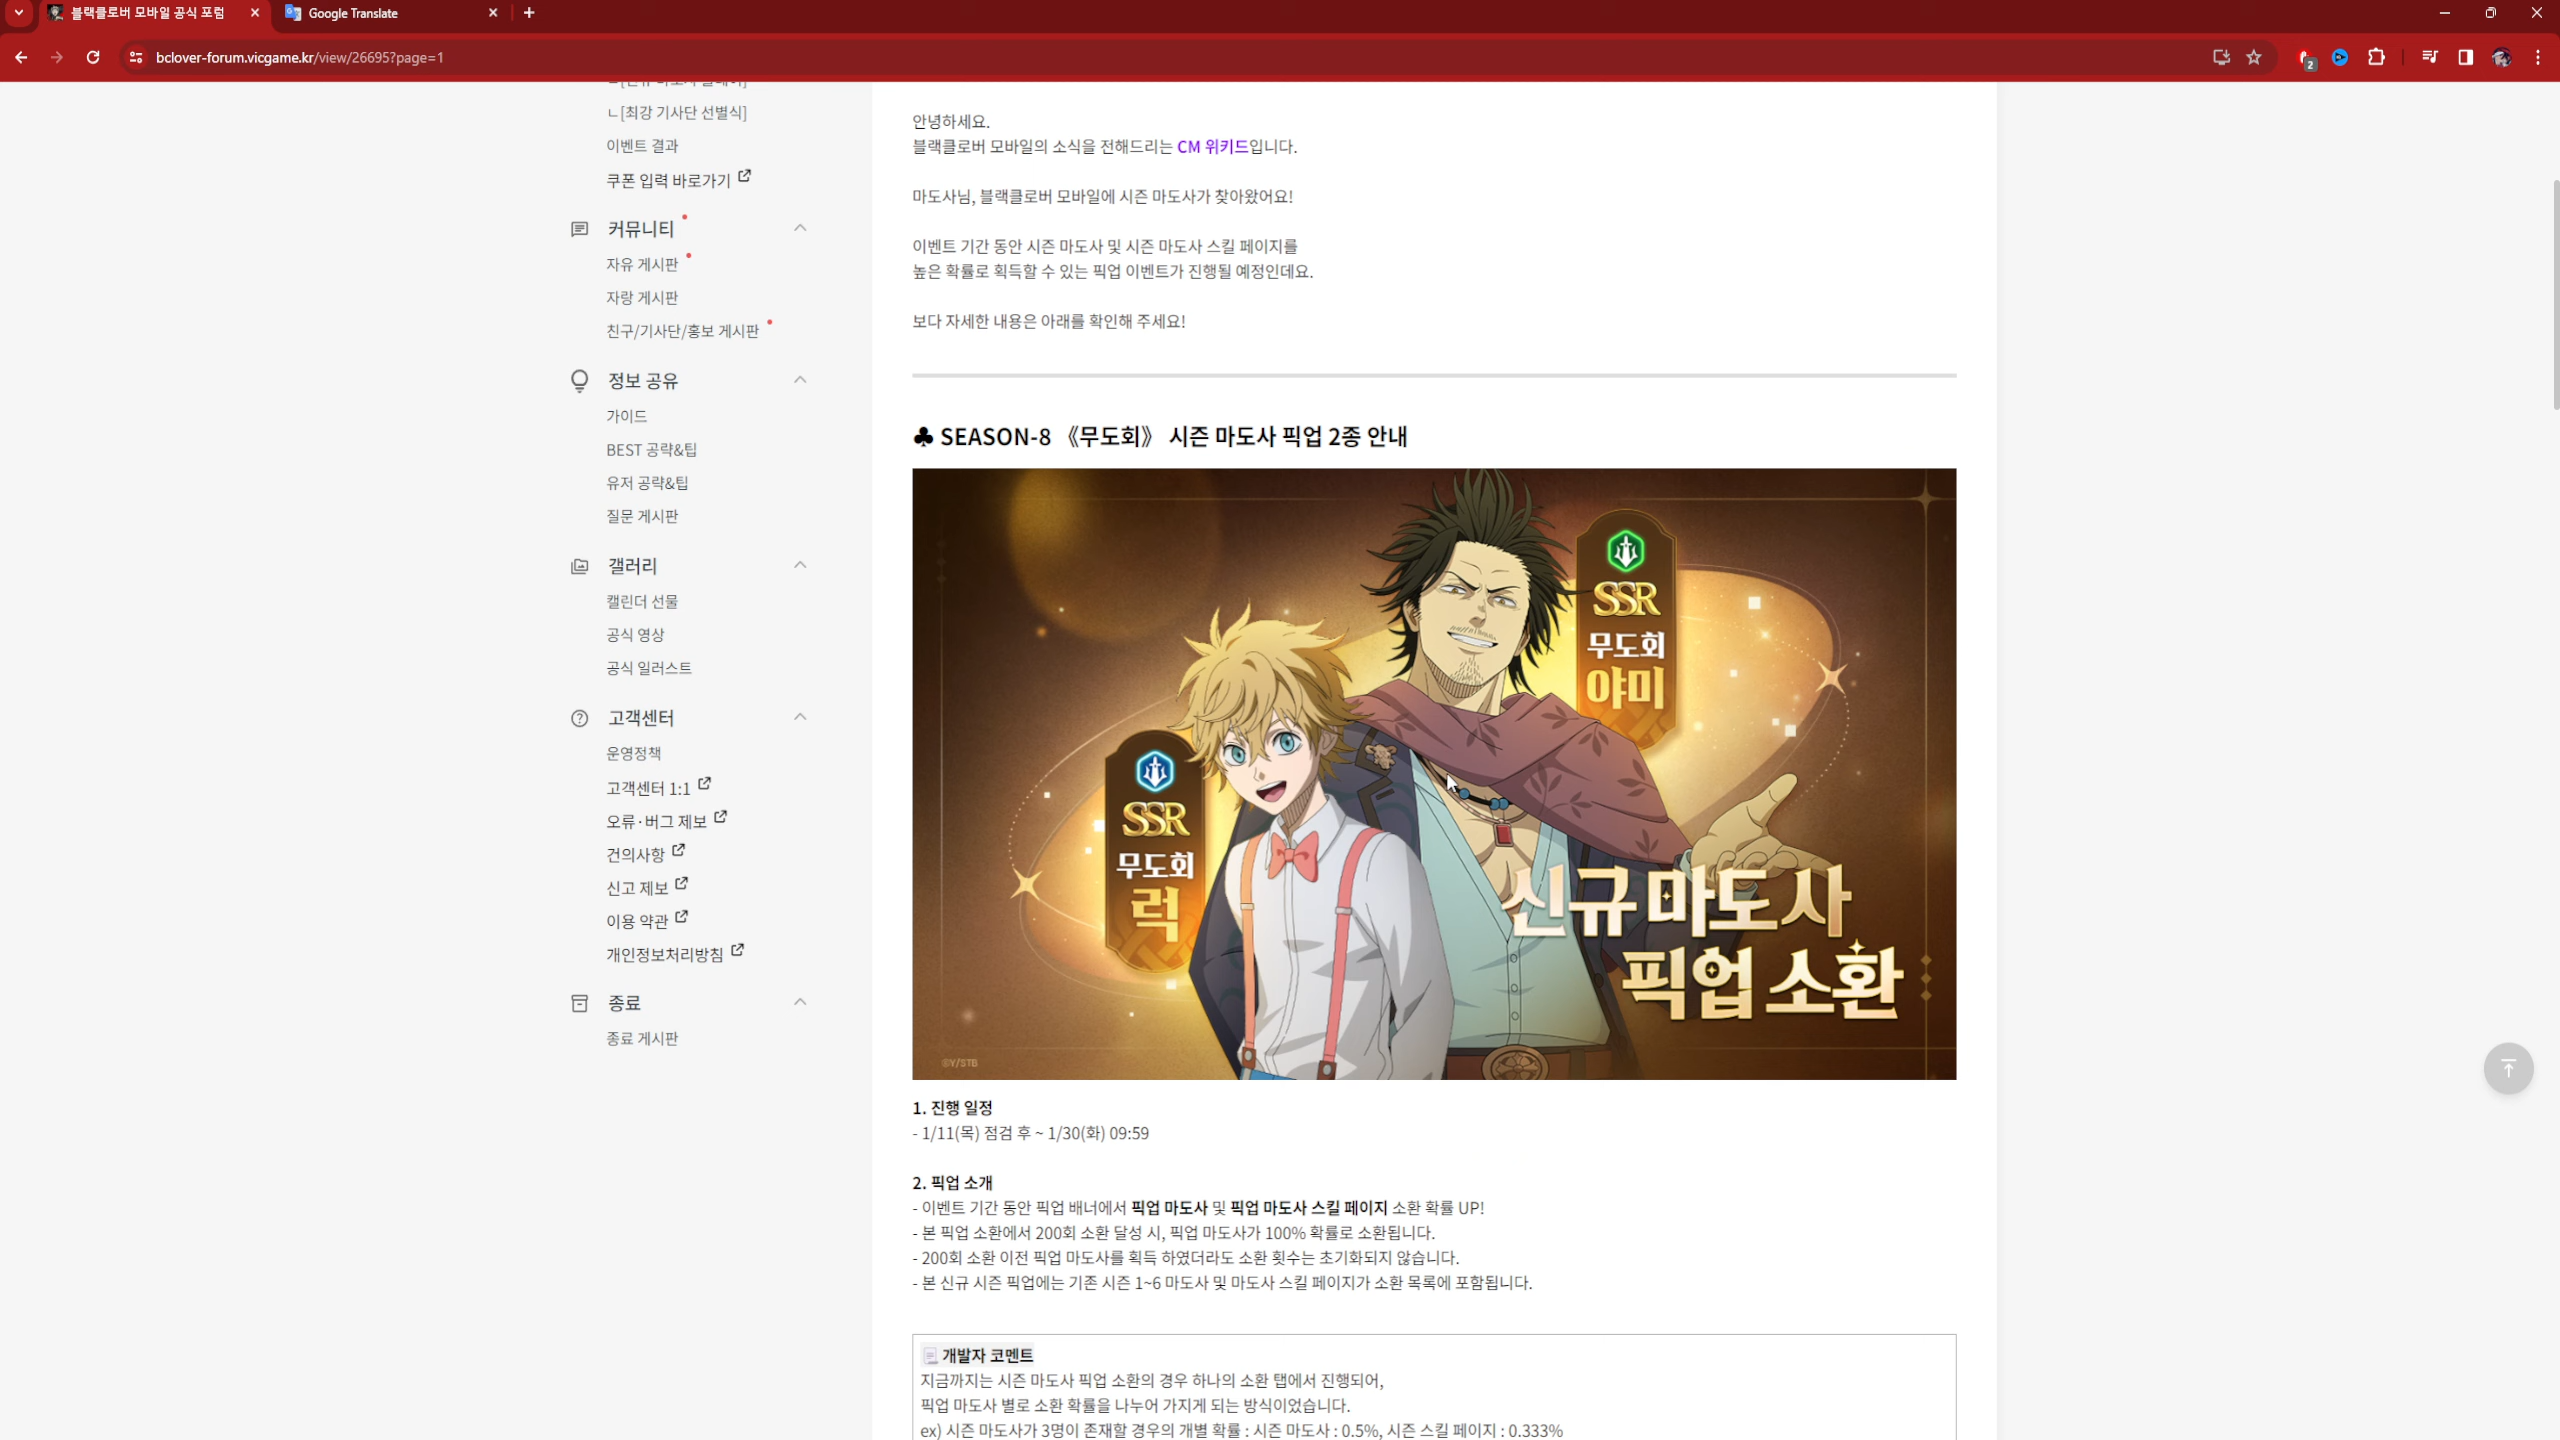 블랙클로버 모바일 공식 포럼
Google Translate
bclover-forum.vicgame.kr/view/26695?page=1
2
ㄴ[최강 기사단 선별식]
이벤트 결과
쿠폰 입력 바로가기
커뮤니티
자유 게시판
자랑 게시판
친구/기사단/홍보 게시판
정보 공유
가이드
BEST 공략&팁
유저 공략&팁
질문 게시판
갤러리
캘린더 선물
공식 영상
공식 일러스트
고객센터
운영정책
고객센터 1:1
오류·버그 제보
건의사항
신고 제보
이용 약관
개인정보처리방침
종료
종료 게시판
안녕하세요.
블랙클로버 모바일의 소식을 전해드리는 CM 위키드입니다.
마도사님, 블랙클로버 모바일에 시즌 마도사가 찾아왔어요!
이벤트 기간 동안 시즌 마도사 및 시즌 마도사 스킬 페이지를
높은 확률로 획득할 수 있는 픽업 이벤트가 진행될 예정인데요.
보다 자세한 내용은 아래를 확인해 주세요!
♣ SEASON-8 《무도회》 시즌 마도사 픽업 2종 안내
SSR
무도회
야미
SSR
무도회
럭
신규 마도사
픽업 소환
©Y/STB
1. 진행 일정
- 1/11(목) 점검 후 ~ 1/30(화) 09:59
2. 픽업 소개
- 이벤트 기간 동안 픽업 배너에서 픽업 마도사 및 픽업 마도사 스킬 페이지 소환 확률 UP!
- 본 픽업 소환에서 200회 소환 달성 시, 픽업 마도사가 100% 확률로 소환됩니다.
- 200회 소환 이전 픽업 마도사를 획득 하였더라도 소환 횟수는 초기화되지 않습니다.
- 본 신규 시즌 픽업에는 기존 시즌 1~6 마도사 및 마도사 스킬 페이지가 소환 목록에 포함됩니다.
개발자 코멘트
지금까지는 시즌 마도사 픽업 소환의 경우 하나의 소환 탭에서 진행되어,
픽업 마도사 별로 소환 확률을 나누어 가지게 되는 방식이었습니다.
ex) 시즌 마도사가 3명이 존재할 경우의 개별 확률 : 시즌 마도사 : 0.5%, 시즌 스킬 페이지 : 0.333%